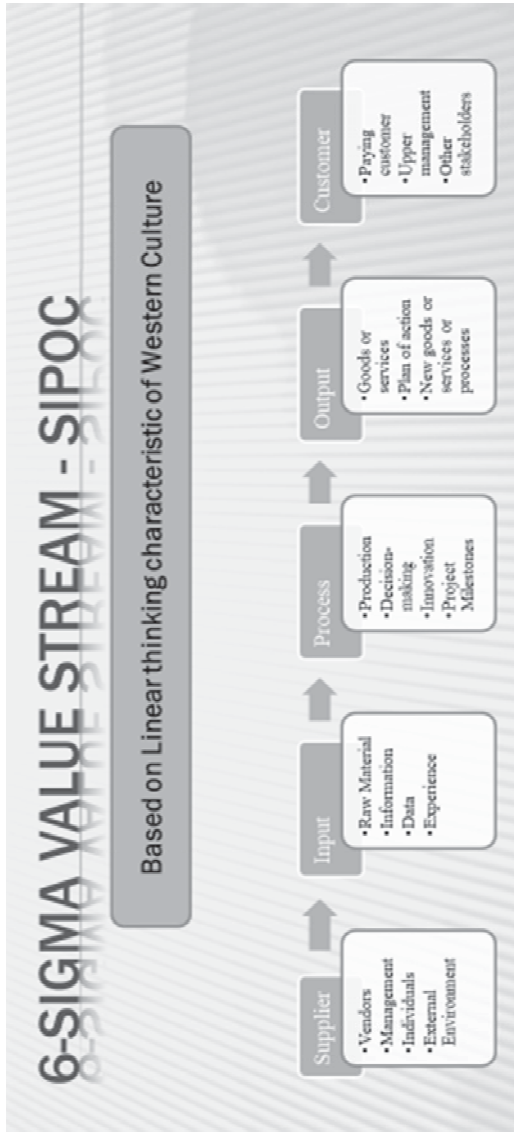 6-SIGMA VALUE STREAM - SIPOC
Based on Linear thinking characteristic of Western Culture
Supplier
• Vendors
• Management
• Individuals
• External
Environment
Input
• Raw Material
• Information
• Data
• Experience
Process
• Production
• Decision-
making
• Innovation
• Project
Milestones
Output
• Goods or
services
• Plan of action
• New goods or
services or
processes
Customer
• Paying
customer
• Upper
management
• Other
stakeholders